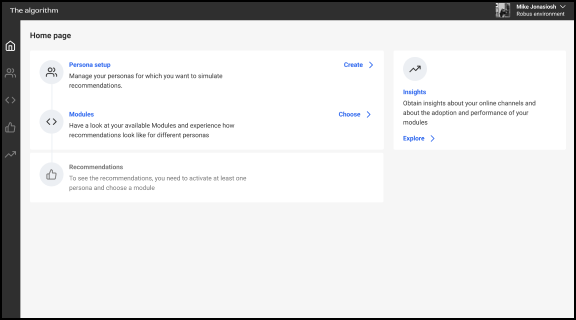 The algorithm
Mike Jonasiosh
Robus environment
Home page
Persona setup
Create
Manage your personas for which you want to simulate
recommendations.
Modules
Choose
Have a look at your available Modules and experience how
recommendations look like for different personas
Recommendations
To see the recommendations, you need to activate at least one
persona and choose a module
Insights
Obtain insights about your online channels and
about the adoption and performance of your
modules
Explore